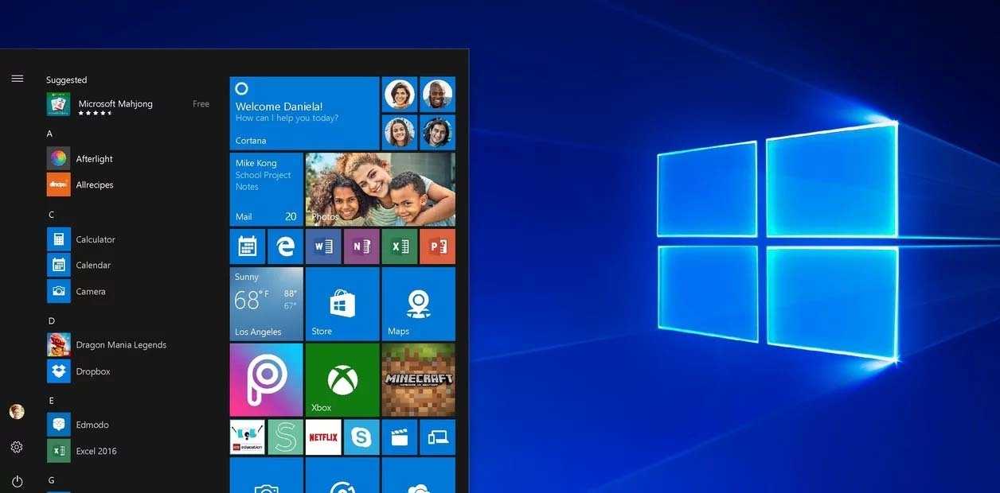 Suggested
Microsoft Mahjong
Free
A
Afterlight
Allrecipes
C
Calculator
Calendar
Camera
D
Dragon Mania Legends
Dropbox
E
Edmodo
Excel 2016
G
Welcome Daniela!
How can I help you today?
Cortana
Mike Kong
School Project
Notes
Mail 20
Photos
W
N
X
P
Sunny
68° F 88°
67°
Los Angeles
Store
Maps
Xbox
MINECRAFT
education
S
NETFLIX
S